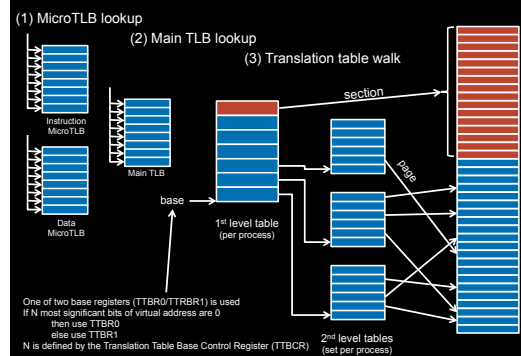 (1) MicroTLB lookup
(2) Main TLB lookup
(3) Translation table walk
section
Instruction
MicroTLB
Main TLB
page
base
Data
MicroTLB
1st level table
(per process)
One of two base registers (TTBR0/TTRBR1) is used
If N most significant bits of virtual address are 0
then use TTBR0
else use TTBR1
N is defined by the Translation Table Base Control Register (TTBCR)
2nd level tables
(set per process)